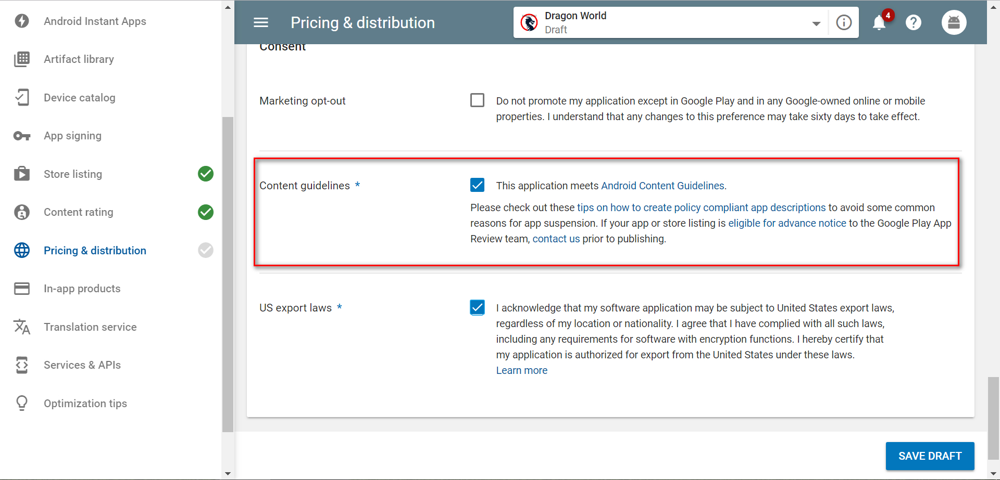 Android Instant Apps
Artifact library
Device catalog
App signing
Store listing
Content rating
Pricing & distribution
In-app products
Translation service
Services & APIs
Optimization tips
Pricing & distribution
Dragon World
Draft
4
Consent
Marketing opt-out
Do not promote my application except in Google Play and in any Google-owned online or mobile
properties. I understand that any changes to this preference may take sixty days to take effect.
Content guidelines *
This application meets Android Content Guidelines.
Please check out these tips on how to create policy compliant app descriptions to avoid some common
reasons for app suspension. If your app or store listing is eligible for advance notice to the Google Play App
Review team, contact us prior to publishing.
US export laws *
I acknowledge that my software application may be subject to United States export laws,
regardless of my location or nationality. I agree that I have complied with all such laws,
including any requirements for software with encryption functions. I hereby certify that
my application is authorized for export from the United States under these laws.
Learn more
SAVE DRAFT